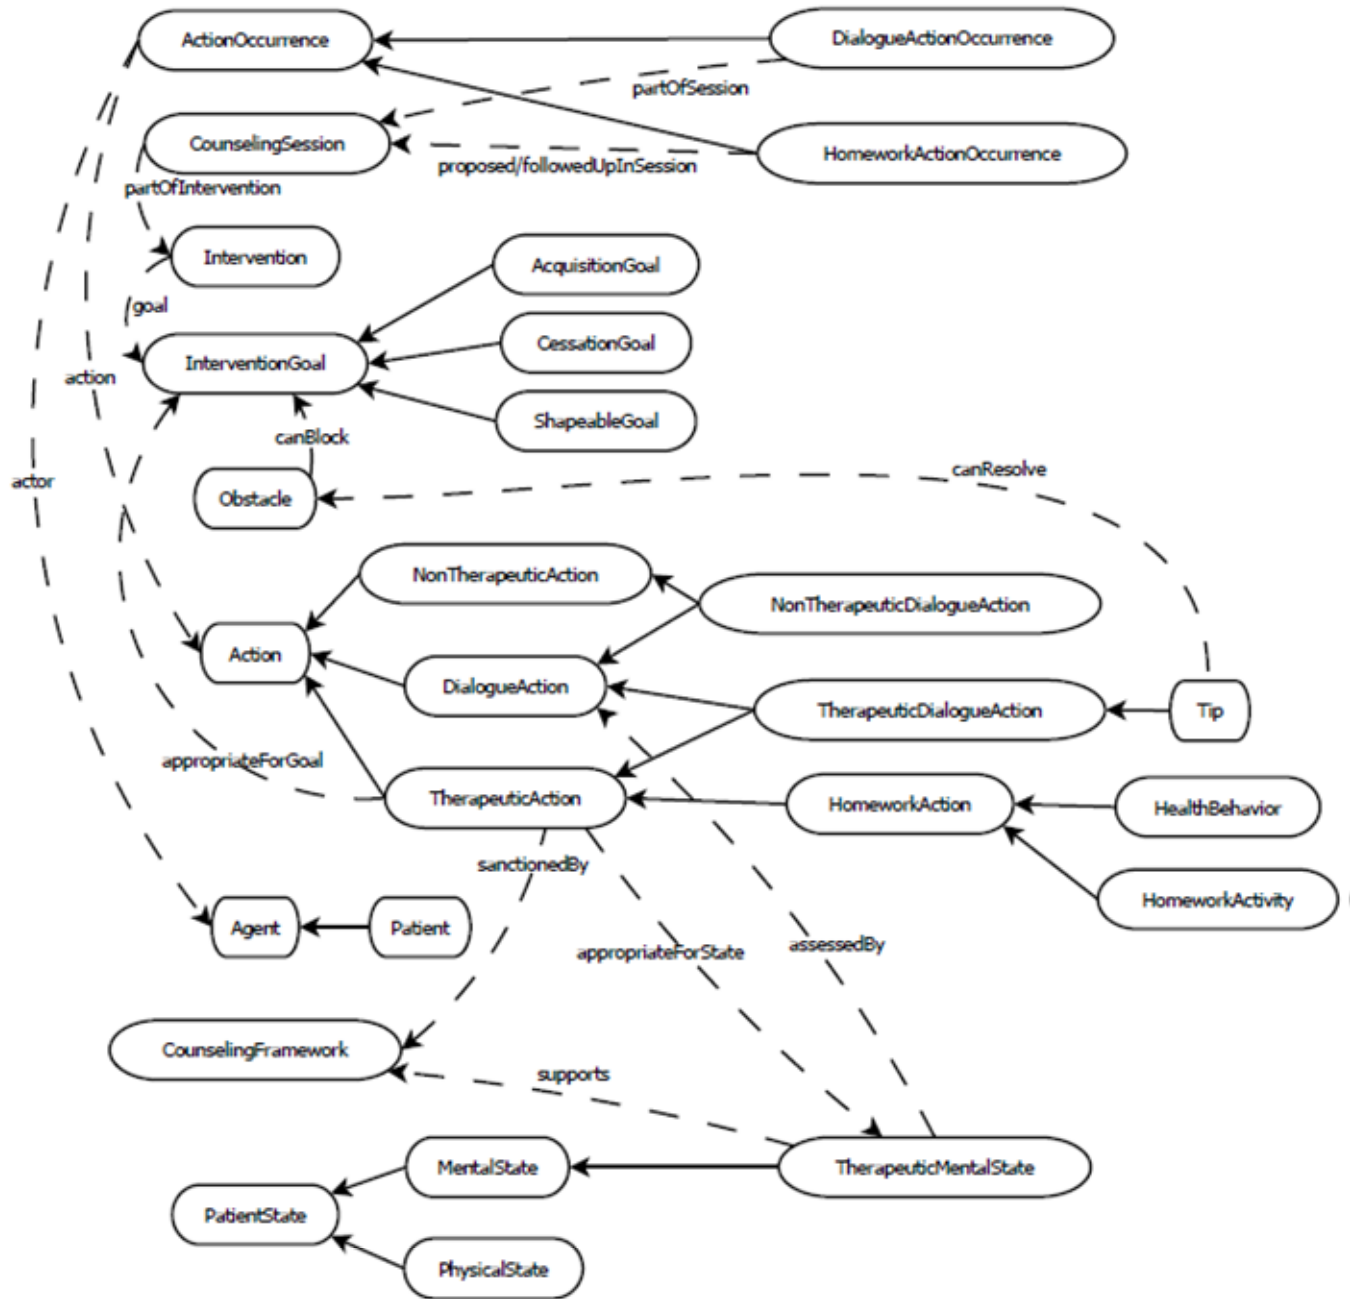 ActionOccurrence
DialogueActionOccurrence
partOfSession
CounselingSession
HomeworkActionOccurrence
proposed/followedUpInSession
partOfIntervention
Intervention
AcquisitionGoal
goal
CessationGoal
InterventionGoal
action
ShapeableGoal
canBlock
canResolve
actor
Obstacle
NonTherapeuticAction
NonTherapeuticDialogueAction
Action
DialogueAction
TherapeuticDialogueAction
Tip
appropriateForGoal
TherapeuticAction
HomeworkAction
HealthBehavior
sanctionedBy
HomeworkActivity
Agent
Patient
appropriateForState
assessedBy
CounselingFramework
supports
MentalState
TherapeuticMentalState
PatientState
PhysicalState